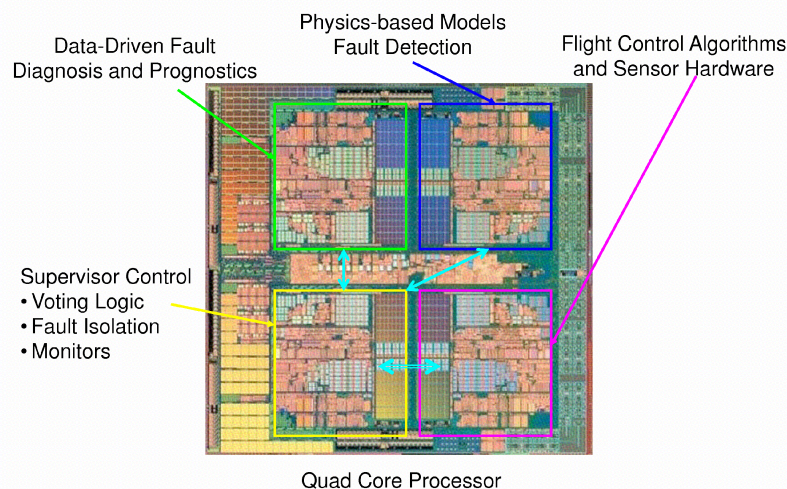 Physics-based Models
Fault Detection
Data-Driven Fault
Diagnosis and Prognostics
Flight Control Algorithms
and Sensor Hardware
Supervisor Control
• Voting Logic
• Fault Isolation
• Monitors
Quad Core Processor